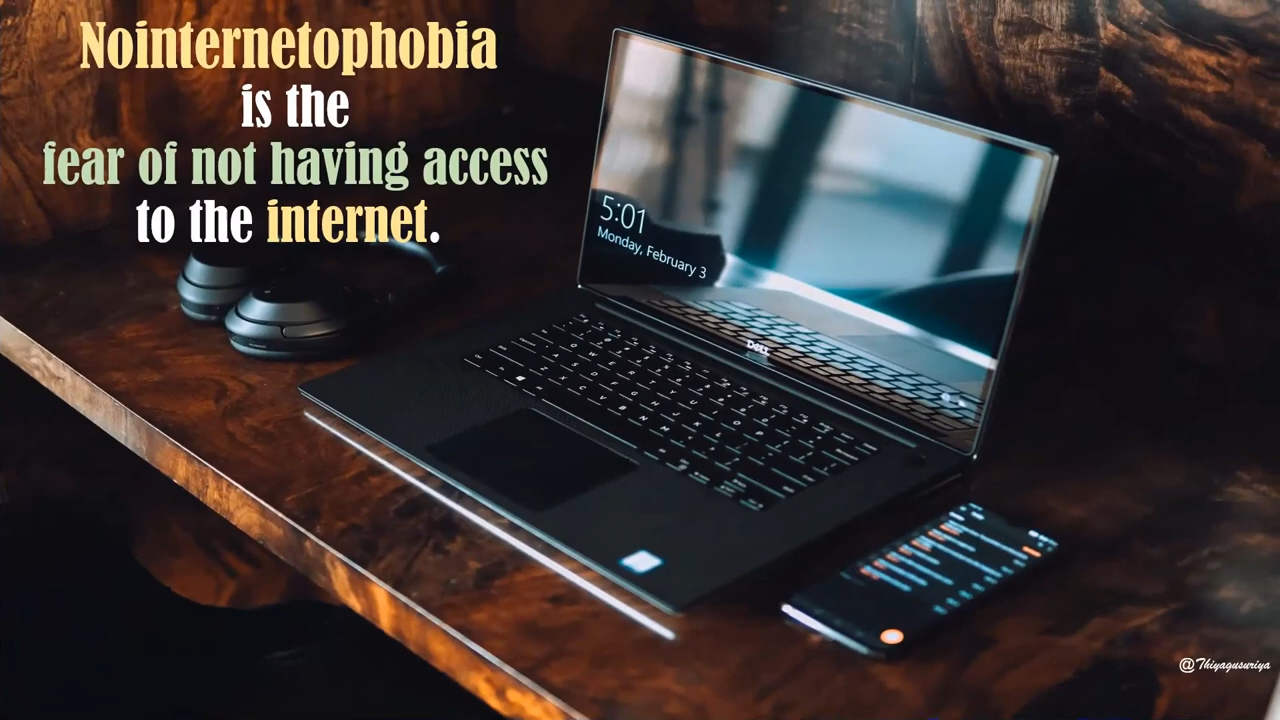 Nointernetophobia
is the
fear of not having access
to the internet.
5:01
Monday, February 3
DELL
@Thiyagusuriya